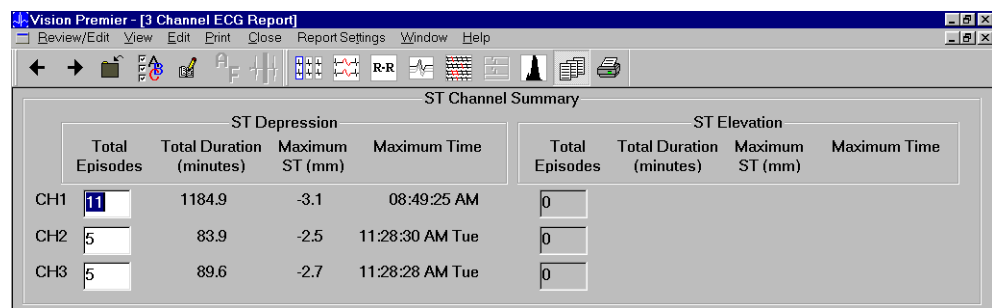 Vision Premier - [3 Channel ECG Report]
Review/Edit View Edit Print Close Report Settings Window Help
R-R
ST Channel Summary
ST Depression ST Elevation
Total Episodes Total Duration (minutes) Maximum ST (mm) Maximum Time Total Episodes Total Duration (minutes) Maximum ST (mm) Maximum Time
CH1 11 1184.9 -3.1 08:49:25 AM 0
CH2 5 83.9 -2.5 11:28:30 AM Tue 0
CH3 5 89.6 -2.7 11:28:28 AM Tue 0